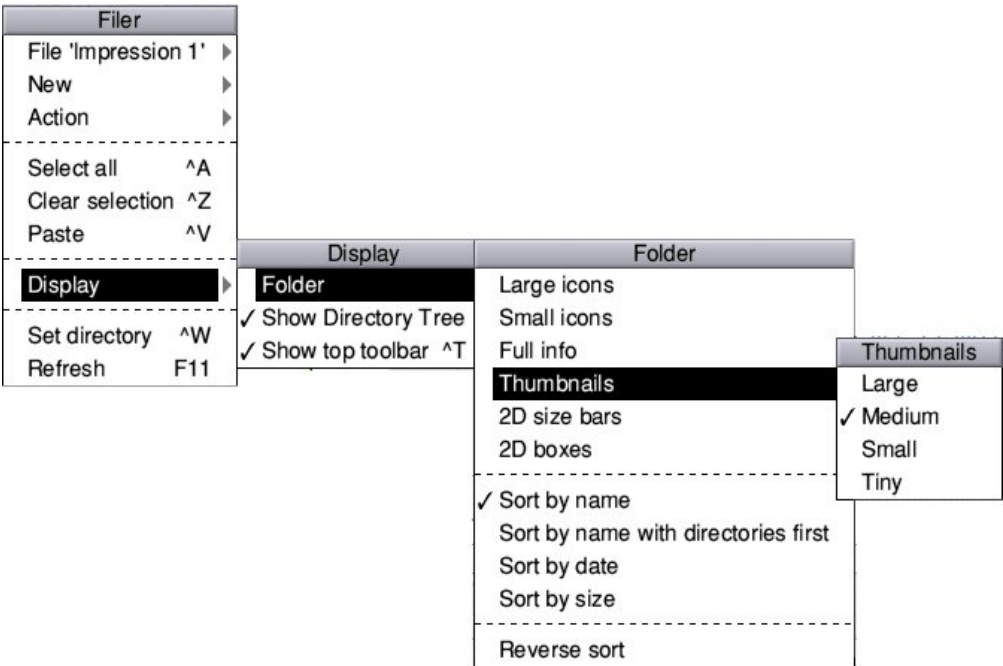 Filer
File 'Impression 1'
New
Action
Select all ^A
Clear selection ^Z
Paste ^V
Display
Set directory ^W
Refresh F11
Display
Folder
✓ Show Directory Tree
✓ Show top toolbar ^T
Folder
Large icons
Small icons
Full info
Thumbnails
2D size bars
2D boxes
✓ Sort by name
Sort by name with directories first
Sort by date
Sort by size
Reverse sort
Thumbnails
Large
✓ Medium
Small
Tiny